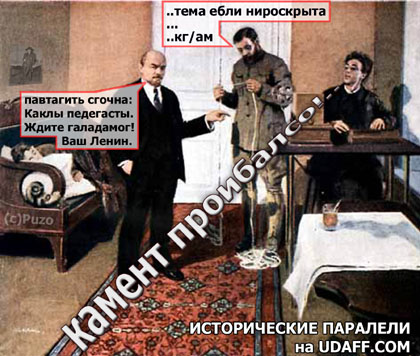 ..тема ебли нироскрыта
...
..кг/ам
павтагить сгочна:
Каклы педегасты.
Ждите галадамог!
Ваш Ленин.
(c)Puzo
камент проибалсо!..
ИСТОРИЧЕСКИЕ ПАРАЛЕЛИ
на UDAFF.COM